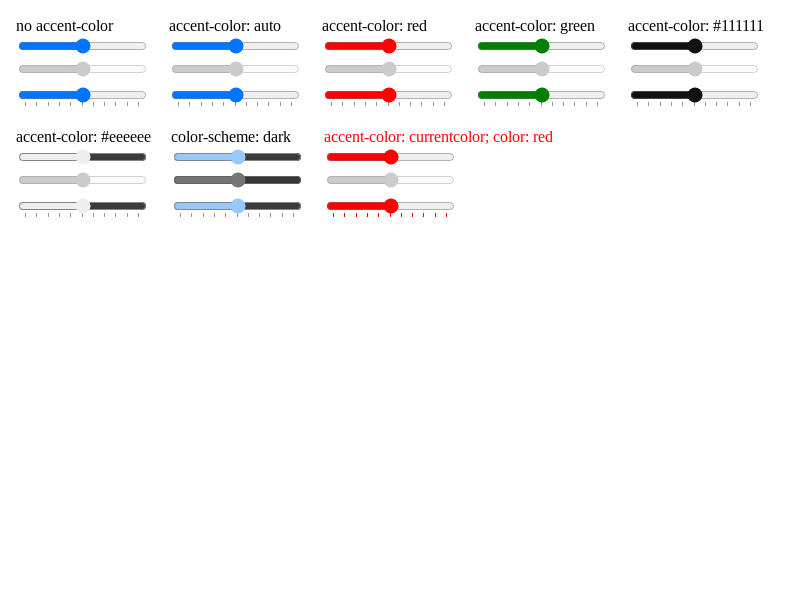 no accent-color
accent-color: auto
accent-color: red
accent-color: green
accent-color: #111111
accent-color: #eeeeee
color-scheme: dark
accent-color: currentcolor; color: red